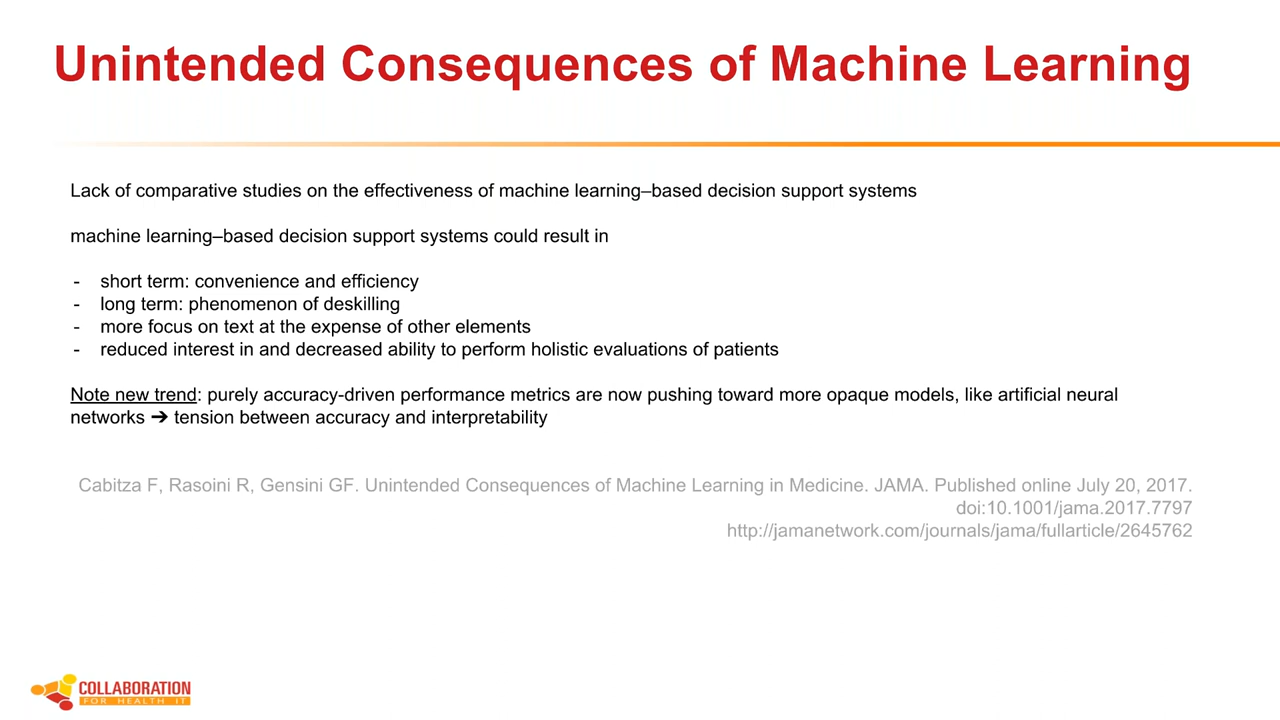 Unintended Consequences of Machine Learning
Lack of comparative studies on the effectiveness of machine learning–based decision support systems
machine learning–based decision support systems could result in
- short term: convenience and efficiency
- long term: phenomenon of deskilling
- more focus on text at the expense of other elements
- reduced interest in and decreased ability to perform holistic evaluations of patients
Note new trend: purely accuracy-driven performance metrics are now pushing toward more opaque models, like artificial neural
networks ➔ tension between accuracy and interpretability
Cabitza F, Rasoini R, Gensini GF. Unintended Consequences of Machine Learning in Medicine. JAMA. Published online July 20, 2017.
doi:10.1001/jama.2017.7797
http://jamanetwork.com/journals/jama/fullarticle/2645762
COLLABORATION
FOR HEALTH IT